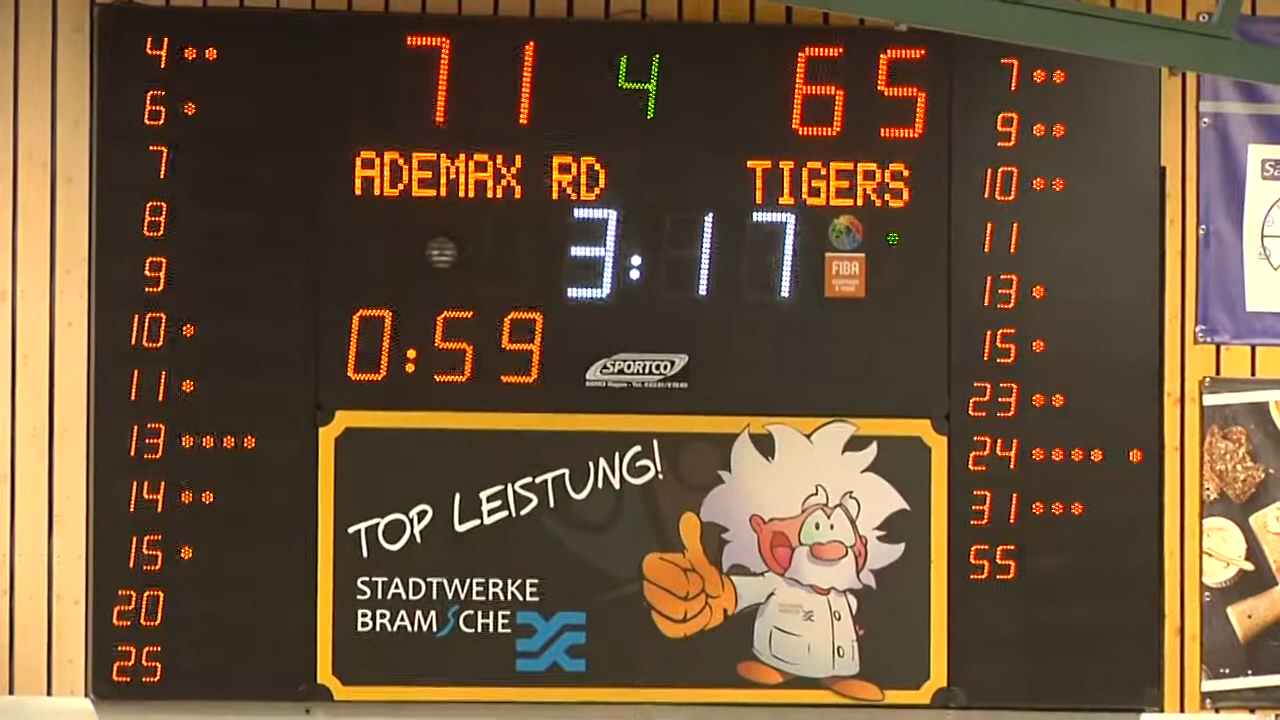 4 **
71 4 65
7 **
6 *
9 **
7
ADEMAX RD TIGERS
10 **
8
3:17
11
FIBA
9
13 *
10 *
0:59
15 *
SPORTCO
11 *
23 **
13 ****
24 **** *
TOP LEISTUNG!
14 **
31 ***
15 *
55
STADTWERKE
BRAMSCHE
20
25